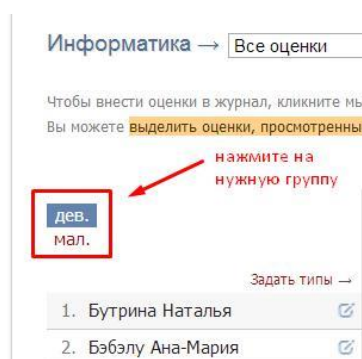 Информатика → Все оценки
Чтобы внести оценки в журнал, кликните мы
Вы можете выделить оценки, просмотренны
нажмите на
нужную группу
дев.
мал.
Задать типы →
1. Бутрина Наталья
2. Бэбэлу Ана-Мария